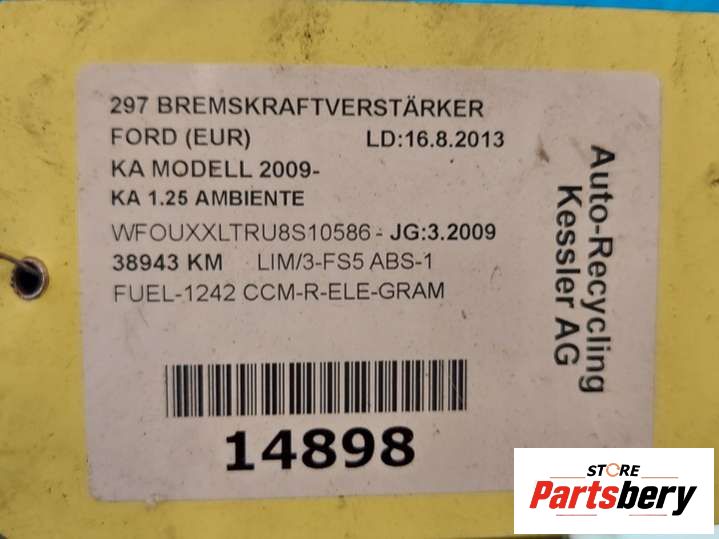 297 BREMSKRAFTVERSTÄRKER
FORD (EUR) LD:16.8.2013
KA MODELL 2009-
KA 1.25 AMBIENTE
WFOUXXLTRU8S10586 - JG:3.2009
38943 KM LIM/3-FS5 ABS-1
FUEL-1242 CCM-R-ELE-GRAM
14898
Auto-Recycling
Kessler AG
STORE
Partsbery